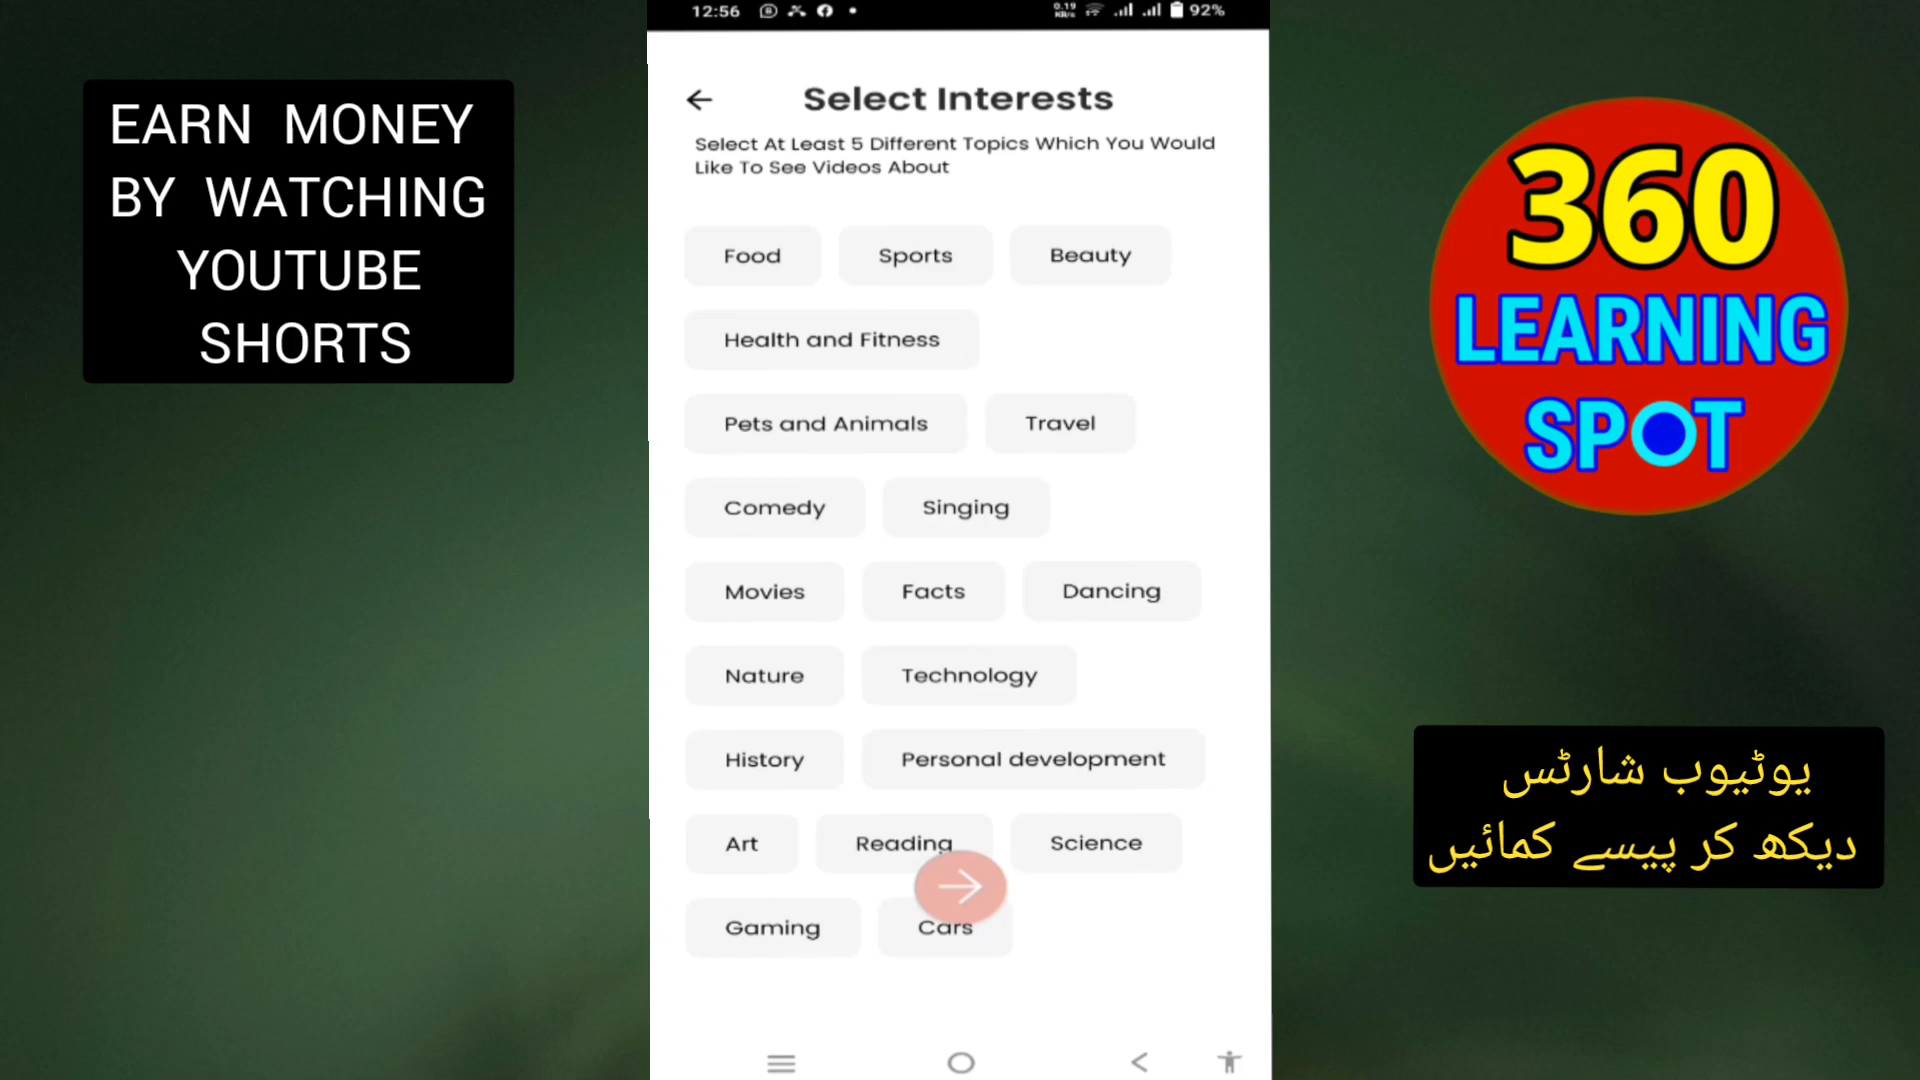 EARN MONEY
BY WATCHING
YOUTUBE
SHORTS
12:56
0.19
KB/s
92%
Select Interests
Select At Least 5 Different Topics Which You Would
Like To See Videos About
Food Sports Beauty
Health and Fitness
Pets and Animals Travel
Comedy Singing
Movies Facts Dancing
Nature Technology
History Personal development
Art Reading Science
Gaming Cars
360
LEARNING
SPOT
یوٹیوب شارٹس
دیکھ کر پیسے کمائیں